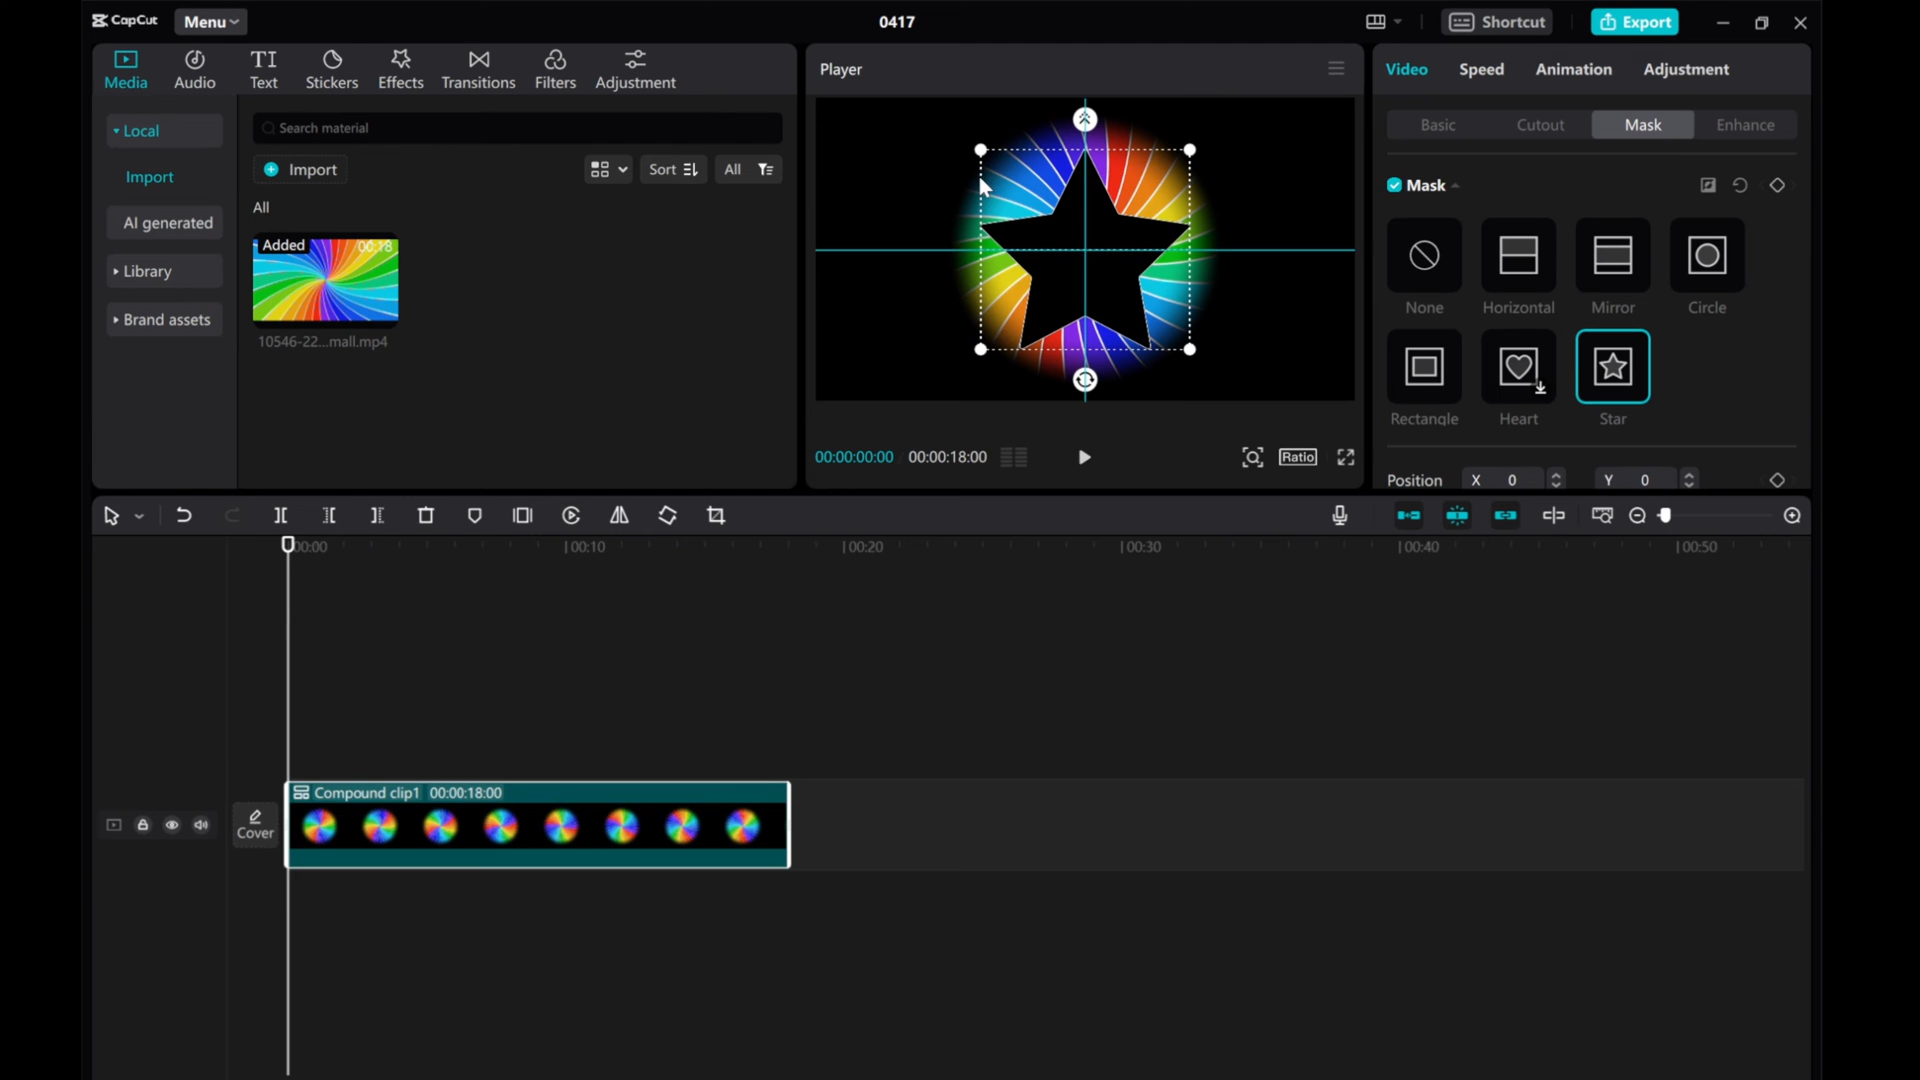 CapCut
Menu
0417
Shortcut
Export
Media
Audio
TI
Text
Stickers
Effects
Transitions
Filters
Adjustment
Local
Import
AI generated
Library
Brand assets
Search material
Import
Sort
All
All
Added
00:18
10546-22...mall.mp4
Player
00:00:00:00
00:00:18:00
Ratio
Video
Speed
Animation
Adjustment
Basic
Cutout
Mask
Enhance
Mask
None
Horizontal
Mirror
Circle
Rectangle
Heart
Star
Position
X 0
Y 0
00:00
00:10
00:20
00:30
00:40
00:50
Cover
Compound clip1 00:00:18:00